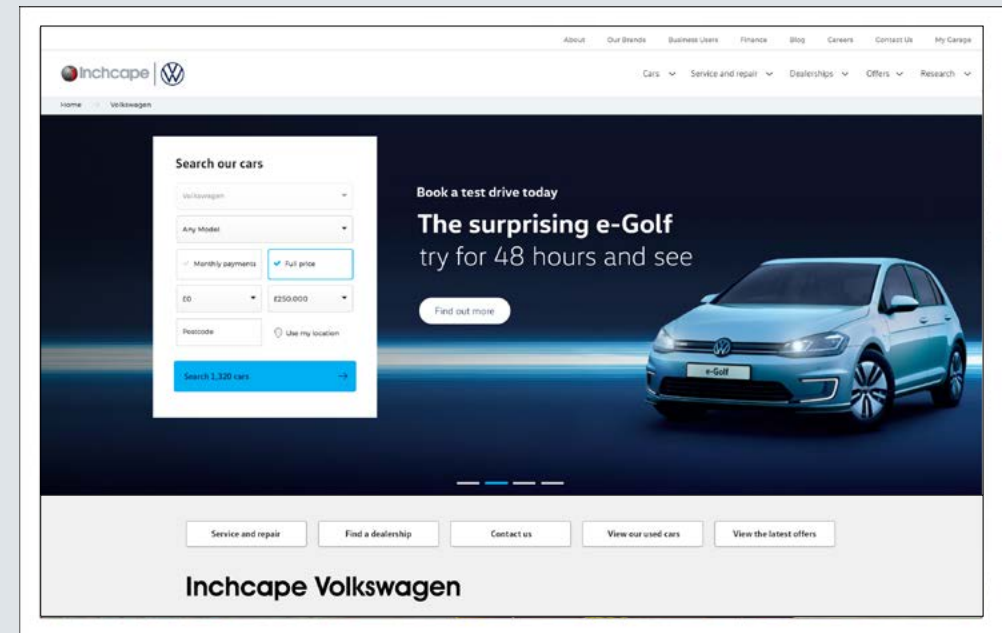 About Our Brands Business Users Finance Blog Careers Contact Us My Garage
Inchcape
Cars Service and repair Dealerships Offers Research
Home Volkswagen
Search our cars
Volkswagen
Any Model
Monthly payments Full price
£0 £250,000
Postcode Use my location
Search 1,320 cars
Book a test drive today
The surprising e-Golf
try for 48 hours and see
Find out more
e-Golf
Service and repair Find a dealership Contact us View our used cars View the latest offers
Inchcape Volkswagen